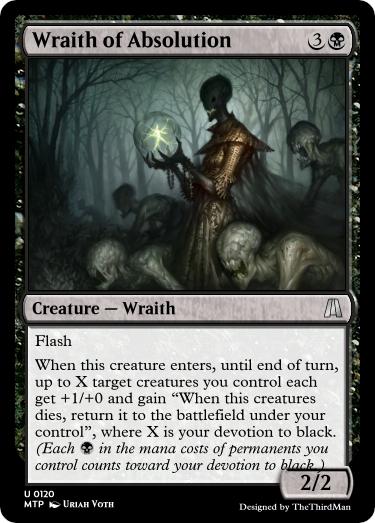 Wraith of Absolution 3
Creature — Wraith
Flash
When this creature enters, until end of turn,
up to X target creatures you control each
get +1/+0 and gain “When this creatures
dies, return it to the battlefield under your
control”, where X is your devotion to black.
(Each in the mana costs of permanents you
control counts toward your devotion to black.)
2/2
U 0120
MTP Uriah Voth
Designed by TheThirdMan